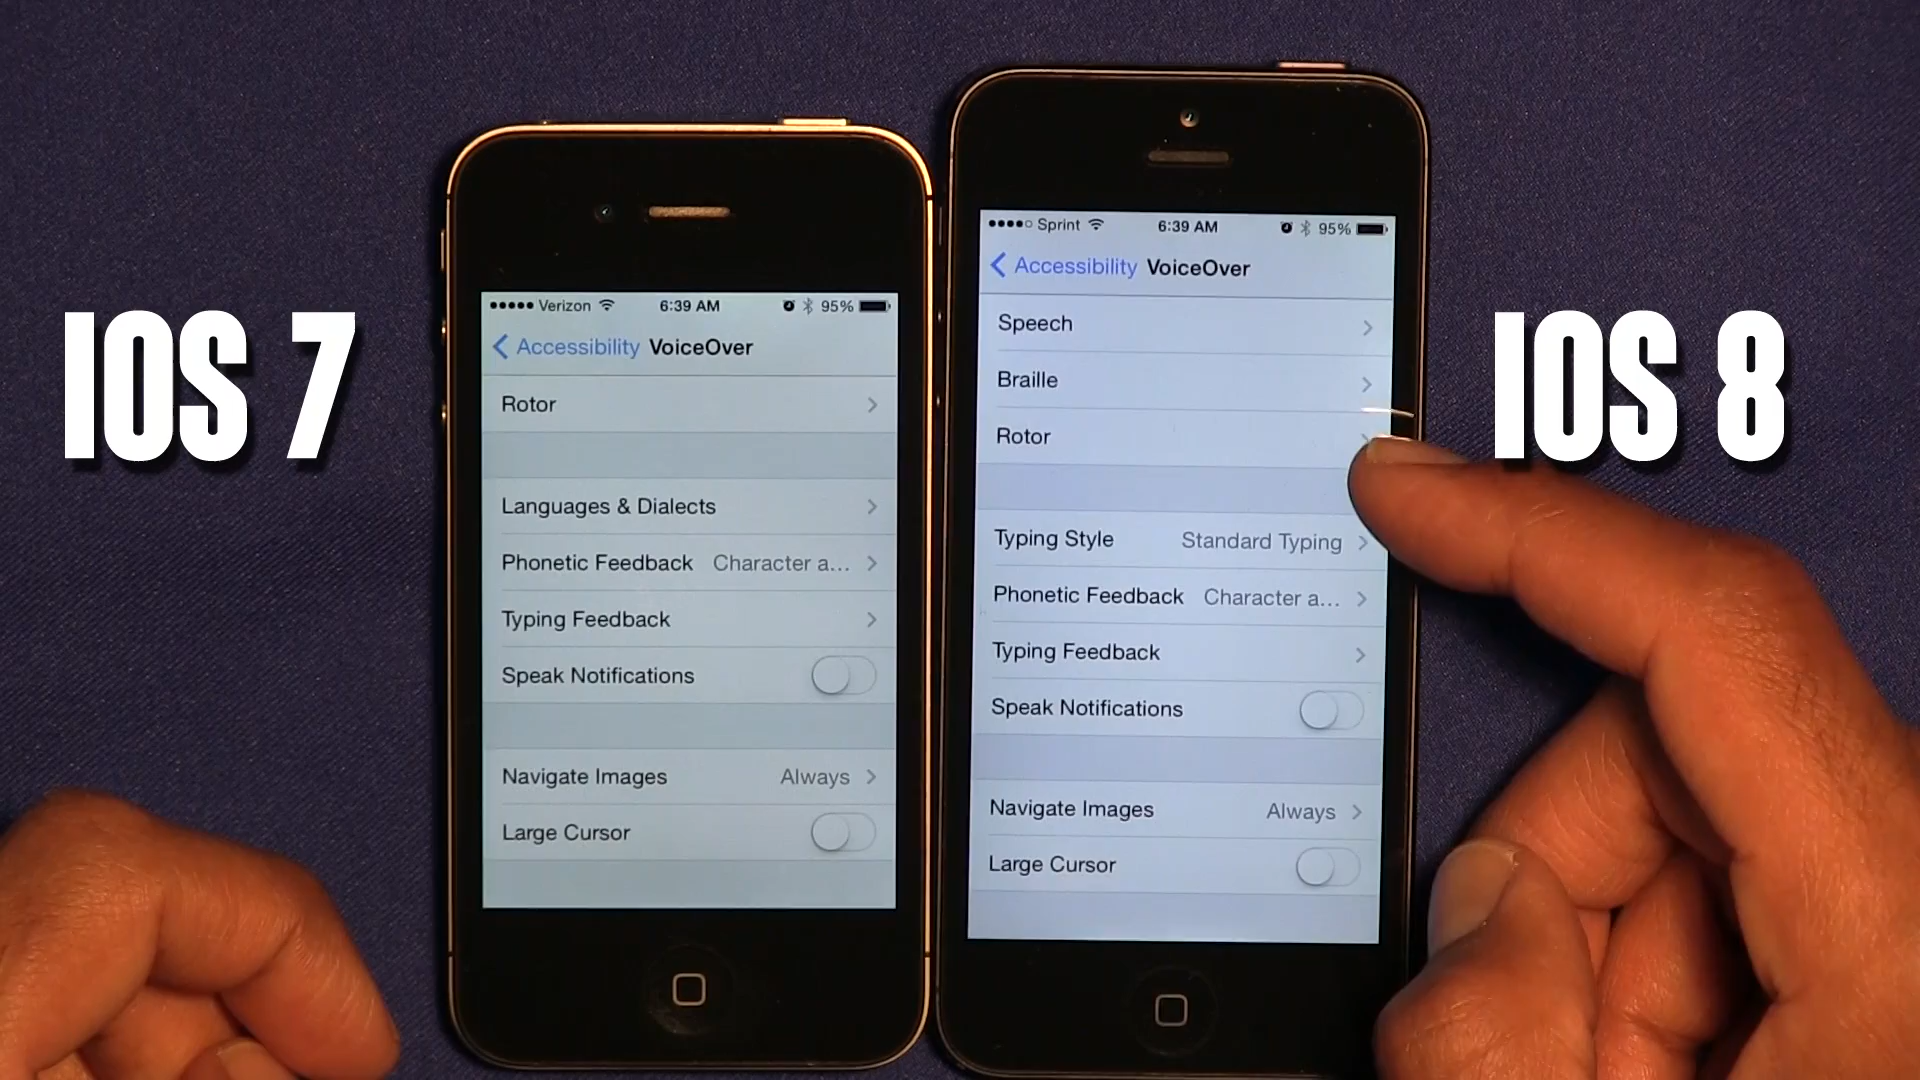 IOS 7
Verizon 6:39 AM 95%
Accessibility VoiceOver
Rotor
Languages & Dialects
Phonetic Feedback Character a...
Typing Feedback
Speak Notifications
Navigate Images Always
Large Cursor
Sprint 6:39 AM 95%
Accessibility VoiceOver
Speech
Braille
Rotor
Typing Style Standard Typing
Phonetic Feedback Character a...
Typing Feedback
Speak Notifications
Navigate Images Always
Large Cursor
IOS 8